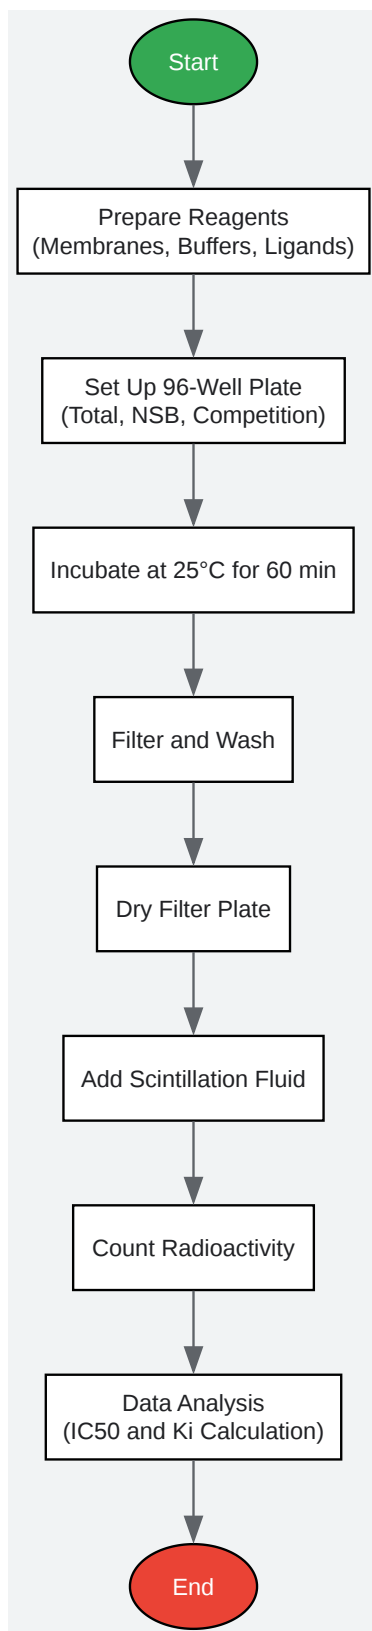 Start
Prepare Reagents
(Membranes, Buffers, Ligands)
Set Up 96-Well Plate
(Total, NSB, Competition)
Incubate at 25°C for 60 min
Filter and Wash
Dry Filter Plate
Add Scintillation Fluid
Count Radioactivity
Data Analysis
(IC50 and Ki Calculation)
End